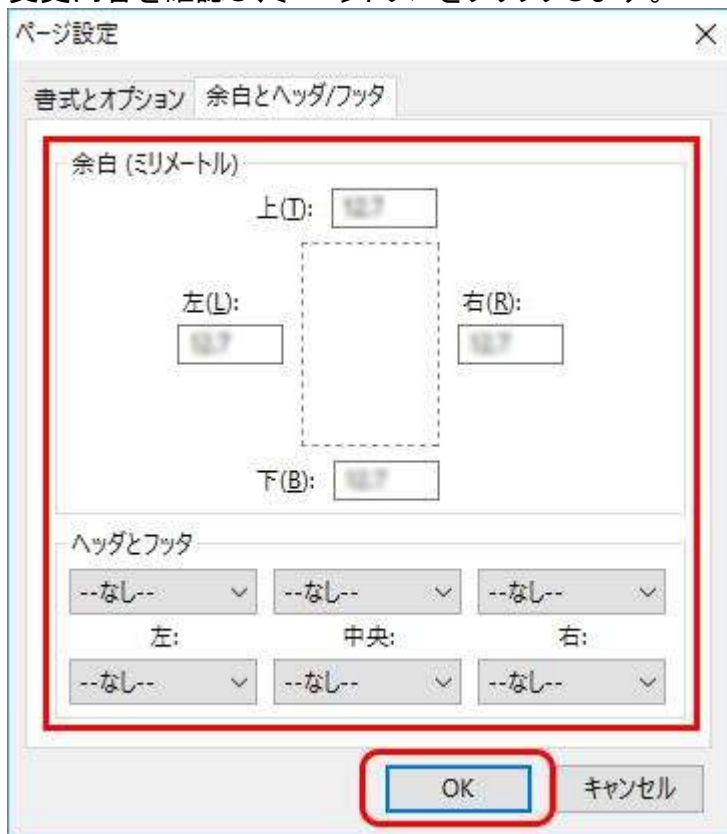 ページ設定
書式とオプション 余白とヘッダ/フッタ
余白 (ミリメートル)
上(T):
左(L): 右(R):
下(B):
ヘッダとフッタ
--なし-- --なし-- --なし--
左: 中央: 右:
--なし-- --なし-- --なし--
OK キャンセル